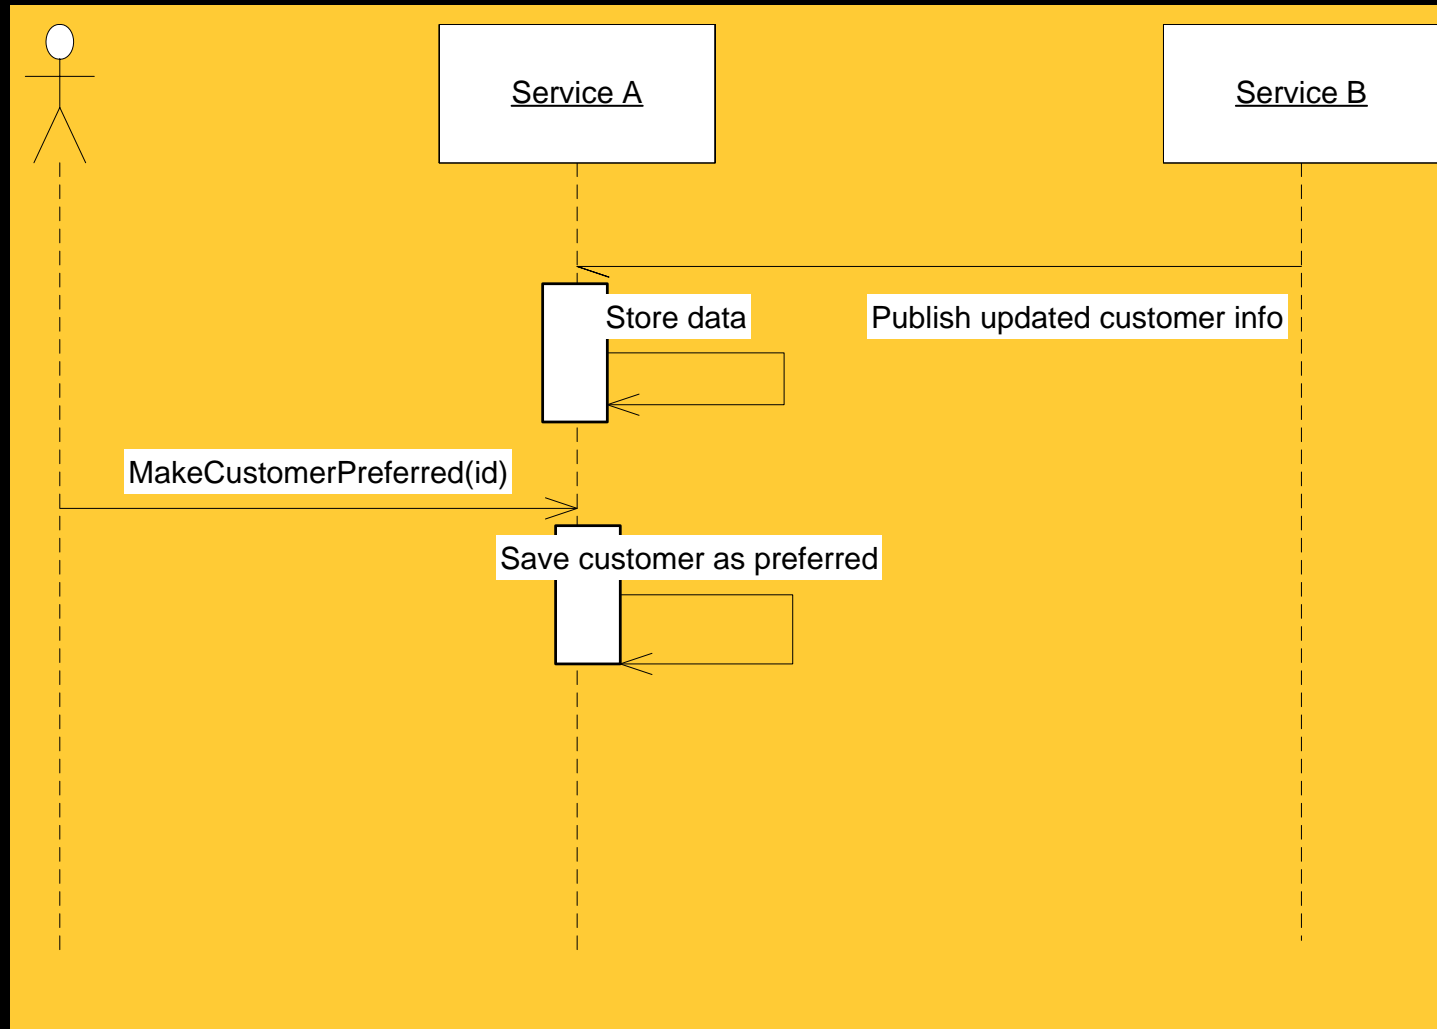 Service A
Service B
Store data
Publish updated customer info
MakeCustomerPreferred(id)
Save customer as preferred